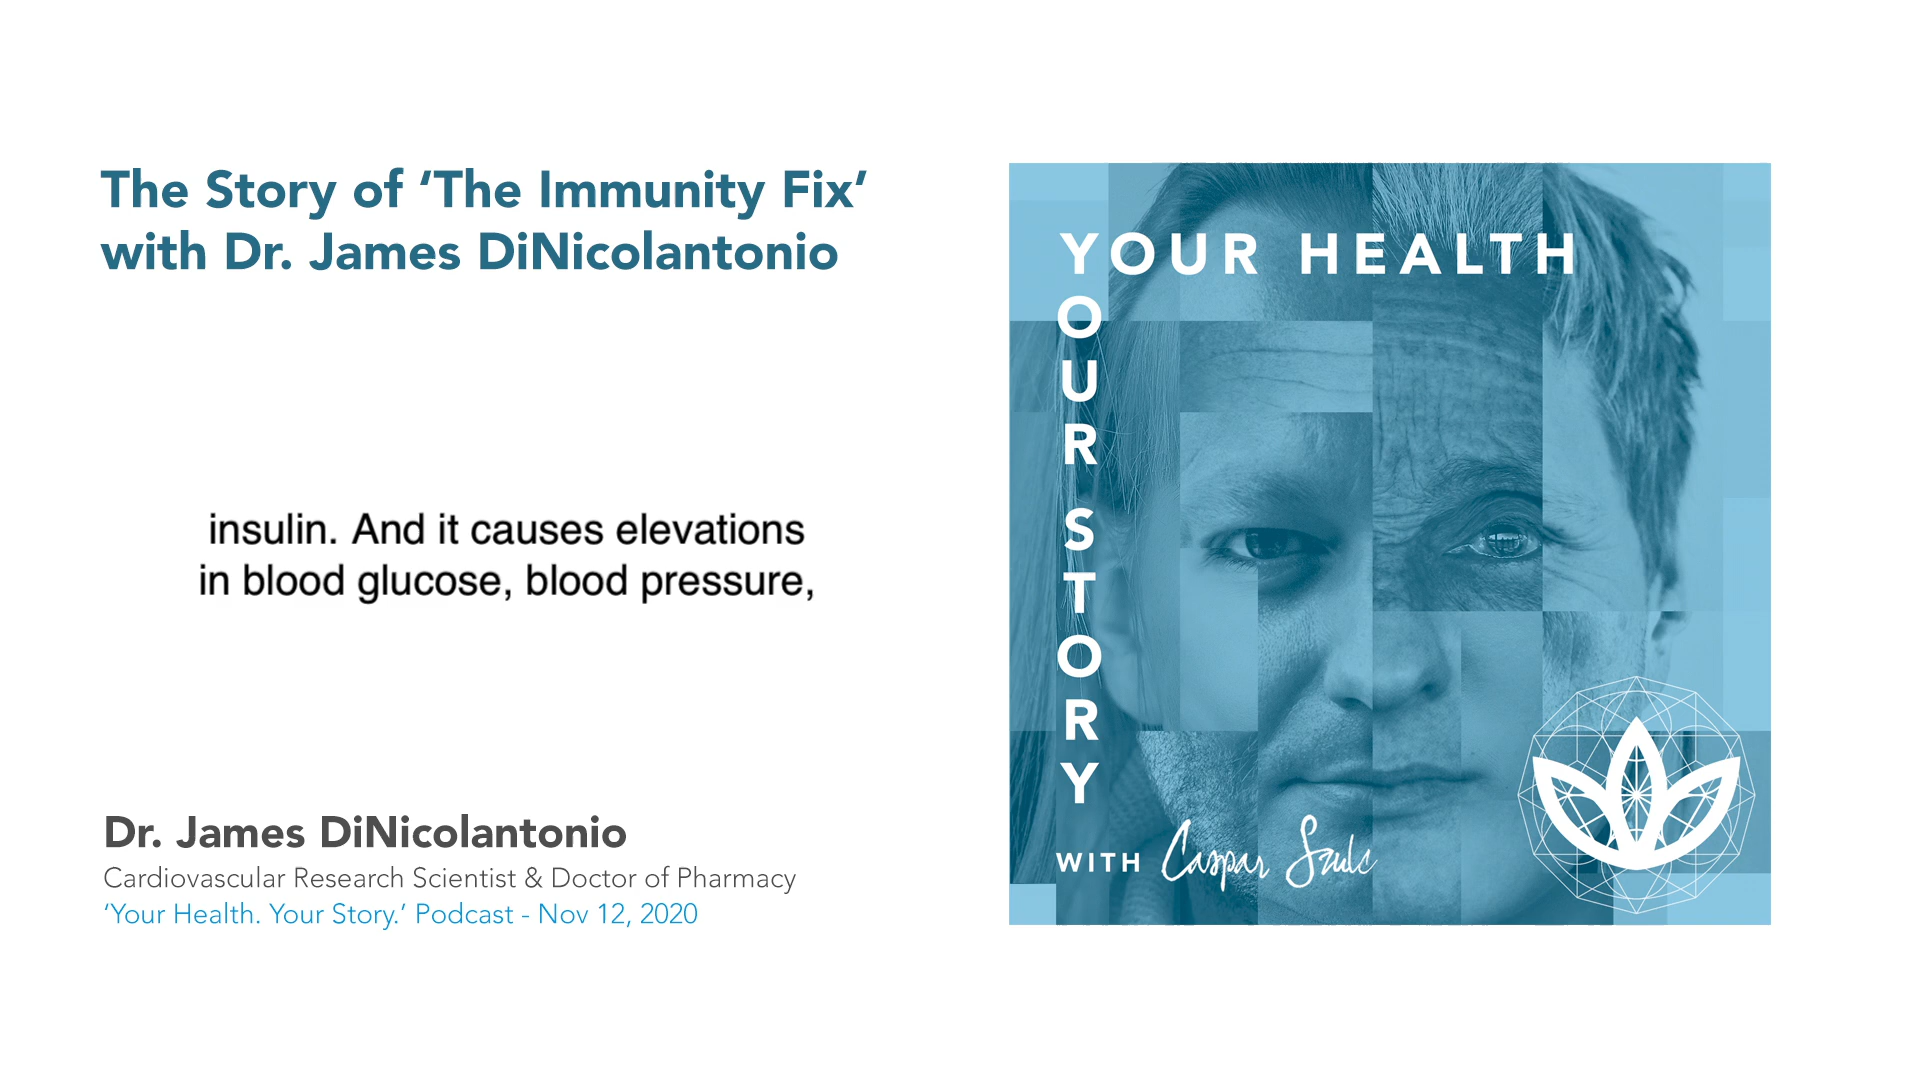 The Story of ‘The Immunity Fix’
with Dr. James DiNicolantonio
insulin. And it causes elevations
in blood glucose, blood pressure,
Dr. James DiNicolantonio
Cardiovascular Research Scientist & Doctor of Pharmacy
‘Your Health. Your Story.’ Podcast - Nov 12, 2020
YOUR HEALTH
YOUR STORY
WITH Caspar Szulc